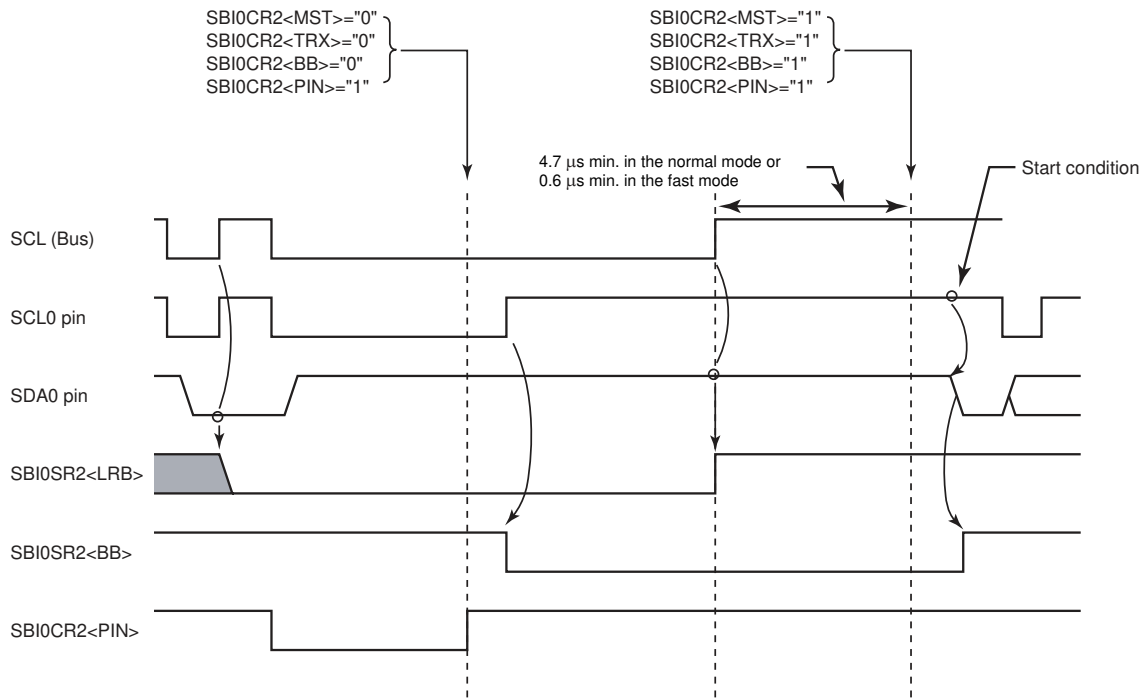 SBI0CR2<MST>="0"
SBI0CR2<TRX>="0"
SBI0CR2<BB>="0"
SBI0CR2<PIN>="1"
SBI0CR2<MST>="1"
SBI0CR2<TRX>="1"
SBI0CR2<BB>="1"
SBI0CR2<PIN>="1"
4.7 μs min. in the normal mode or
0.6 μs min. in the fast mode
Start condition
SCL (Bus)
SCL0 pin
SDA0 pin
SBI0SR2<LRB>
SBI0SR2<BB>
SBI0CR2<PIN>